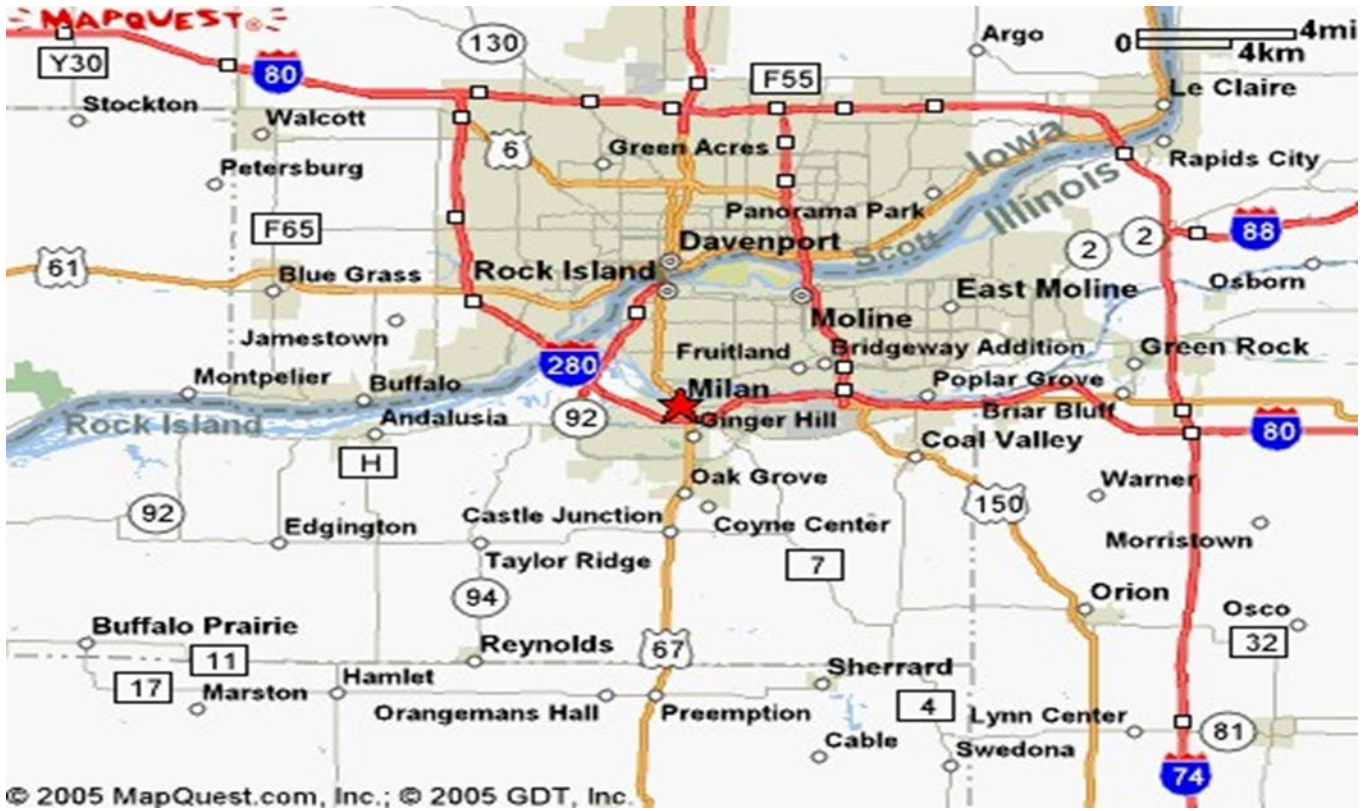 MAPQUEST
130
Argo
0 4mi
4km
Y30
80
F55
Le Claire
Stockton
Walcott
6
Green Acres
Iowa
Rapids City
Petersburg
Illinois
Panorama Park
F65
Davenport
Scott
2
2
88
61
Blue Grass
Rock Island
East Moline
Osborn
Jamestown
Moline
280
Fruitland
Bridgeway Addition
Green Rock
Montpelier
Buffalo
Milan
Poplar Grove
Rock Island
Andalusia
92
Ginger Hill
Briar Bluff
80
H
Coal Valley
Oak Grove
Warner
92
Edgington
Castle Junction
Coyne Center
150
Morristown
Taylor Ridge
7
94
Orion
Osco
Buffalo Prairie
11
Reynolds
67
32
17
Marston
Hamlet
Sherrard
Orangemans Hall
Preemption
4
Lynn Center
81
Cable
Swedona
74
© 2005 MapQuest.com, Inc.; © 2005 GDT, Inc.